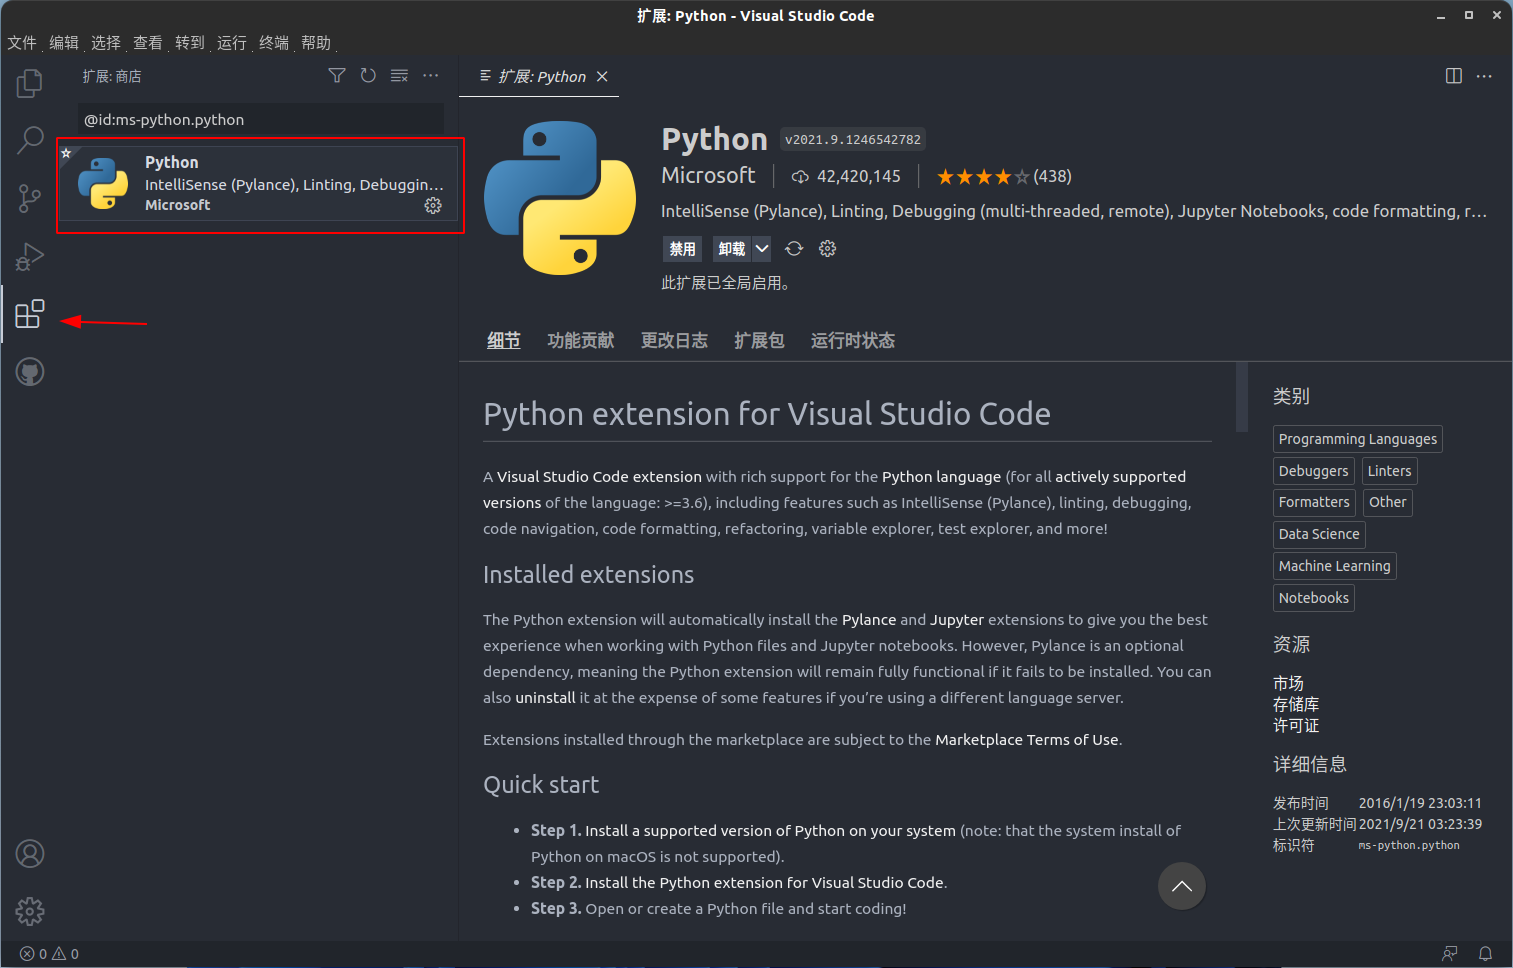 扩展: Python - Visual Studio Code
文件 编辑 选择 查看 转到 运行 终端 帮助
扩展: 商店
扩展: Python
@id:ms-python.python
Python
IntelliSense (Pylance), Linting, Debuggin...
Microsoft
Python v2021.9.1246542782
Microsoft 42,420,145 (438)
IntelliSense (Pylance), Linting, Debugging (multi-threaded, remote), Jupyter Notebooks, code formatting, r...
禁用 卸载
此扩展已全局启用。
细节 功能贡献 更改日志 扩展包 运行时状态
Python extension for Visual Studio Code
A Visual Studio Code extension with rich support for the Python language (for all actively supported
versions of the language: >=3.6), including features such as IntelliSense (Pylance), linting, debugging,
code navigation, code formatting, refactoring, variable explorer, test explorer, and more!
Installed extensions
The Python extension will automatically install the Pylance and Jupyter extensions to give you the best
experience when working with Python files and Jupyter notebooks. However, Pylance is an optional
dependency, meaning the Python extension will remain fully functional if it fails to be installed. You can
also uninstall it at the expense of some features if you’re using a different language server.
Extensions installed through the marketplace are subject to the Marketplace Terms of Use.
Quick start
• Step 1. Install a supported version of Python on your system (note: that the system install of
Python on macOS is not supported).
• Step 2. Install the Python extension for Visual Studio Code.
• Step 3. Open or create a Python file and start coding!
类别
Programming Languages
Debuggers Linters
Formatters Other
Data Science
Machine Learning
Notebooks
资源
市场
存储库
许可证
详细信息
发布时间 2016/1/19 23:03:11
上次更新时间 2021/9/21 03:23:39
标识符 ms-python.python
0 0